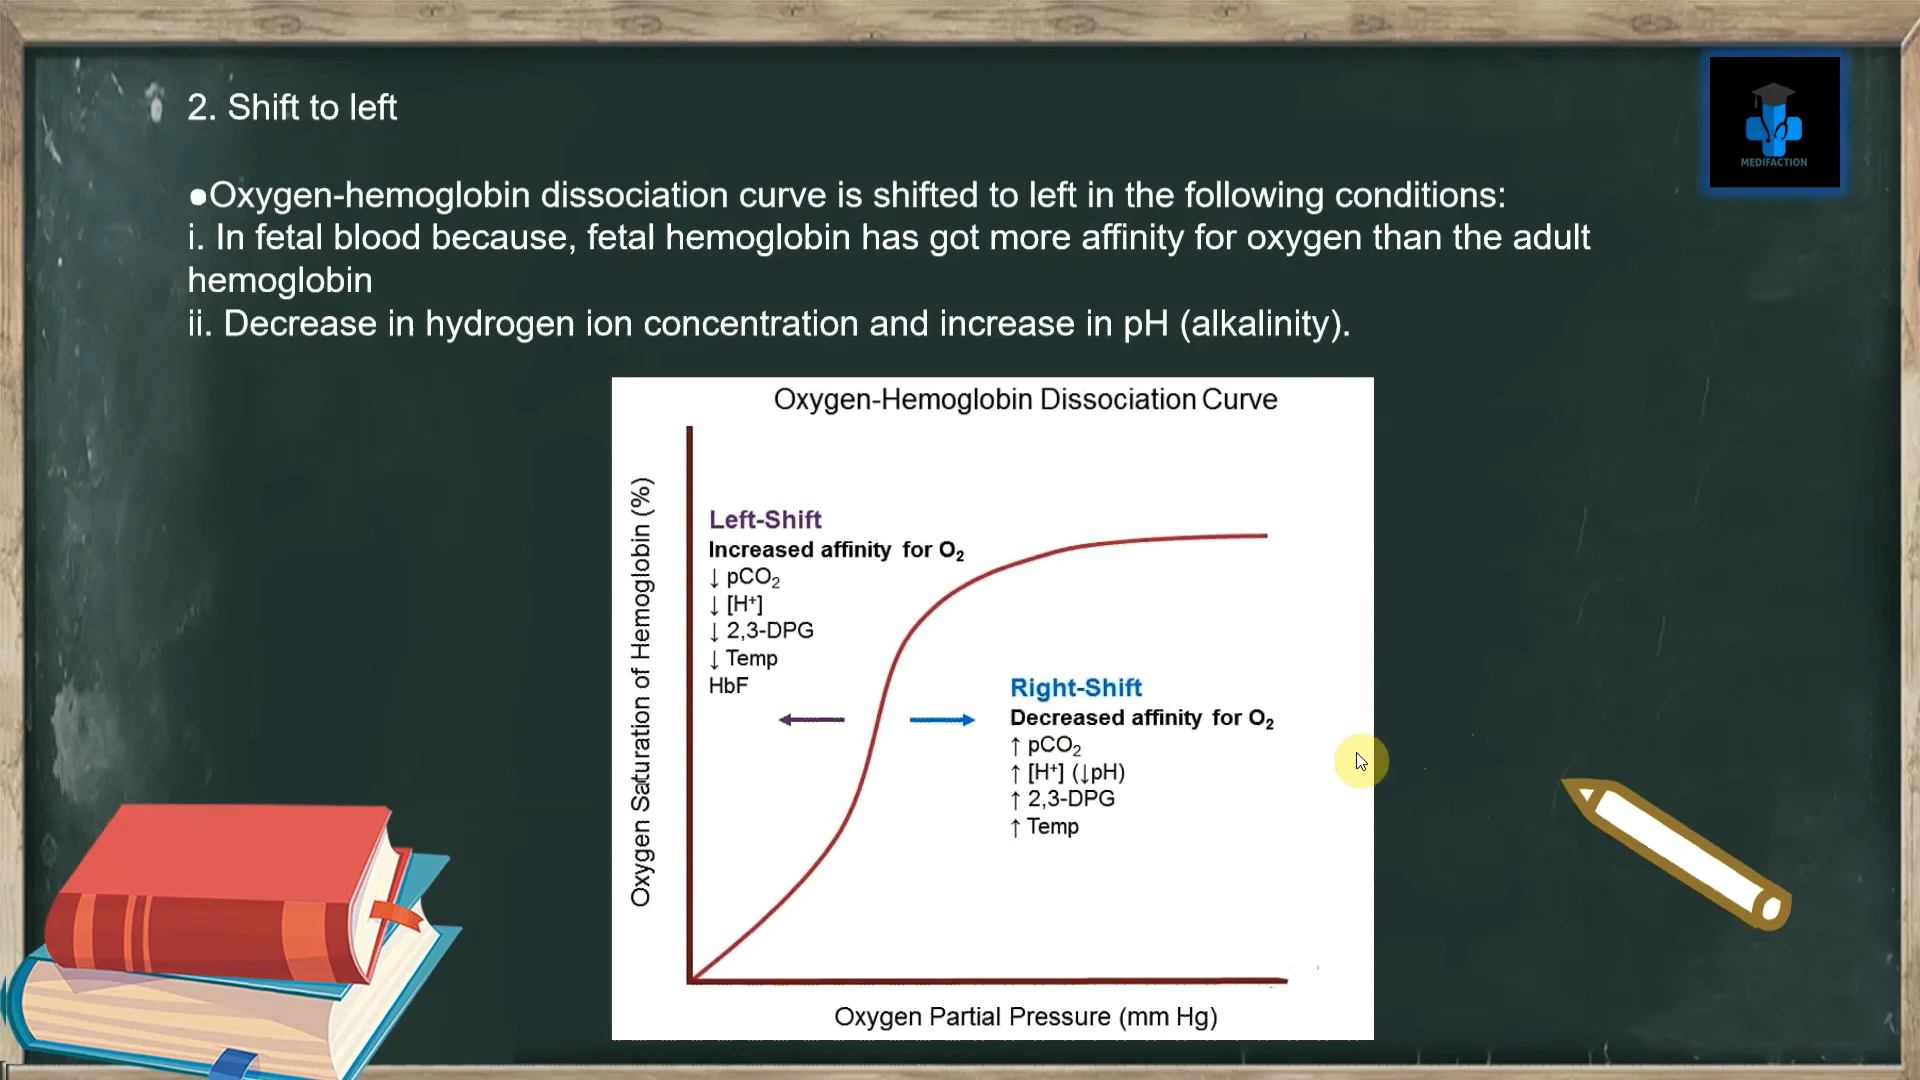 2. Shift to left
MEDIFACTION
●Oxygen-hemoglobin dissociation curve is shifted to left in the following conditions:
i. In fetal blood because, fetal hemoglobin has got more affinity for oxygen than the adult
hemoglobin
ii. Decrease in hydrogen ion concentration and increase in pH (alkalinity).
Oxygen-Hemoglobin Dissociation Curve
Oxygen Saturation of Hemoglobin (%)
Left-Shift
Increased affinity for O₂
↓ pCO₂
↓ [H⁺]
↓ 2,3-DPG
↓ Temp
HbF
Right-Shift
Decreased affinity for O₂
↑ pCO₂
↑ [H⁺] (↓pH)
↑ 2,3-DPG
↑ Temp
Oxygen Partial Pressure (mm Hg)